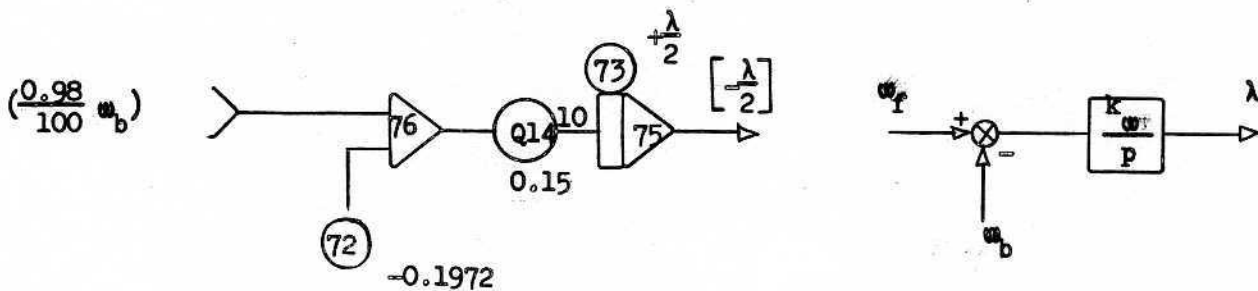 (0.98/100 ω_b)
76
72
-0.1972
Q14
0.15
10
73
+λ/2
75
[-λ/2]
ω_f
+
-
ω_b
k_ω/p
λ